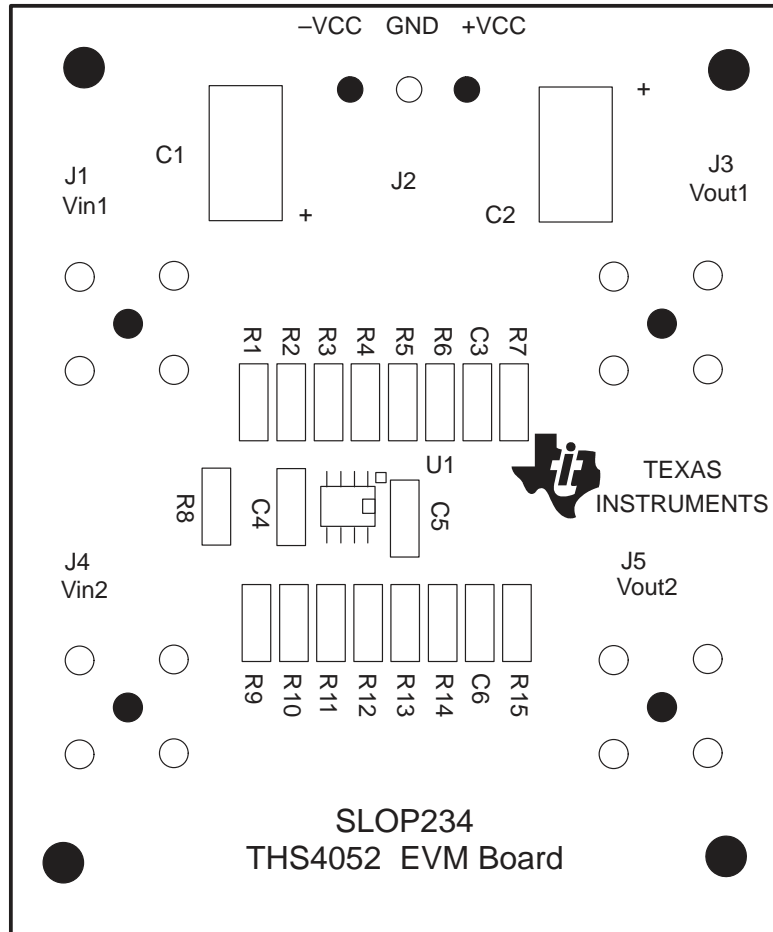 –VCC GND +VCC
+
C1
J2
J1
Vin1
J3
Vout1
+
C2
R1 R2 R3 R4 R5 R6 C3 R7
U1
R8
C4
C5
TEXAS
INSTRUMENTS
J4
Vin2
J5
Vout2
R9 R10 R11 R12 R13 R14 C6 R15
SLOP234
THS4052 EVM Board